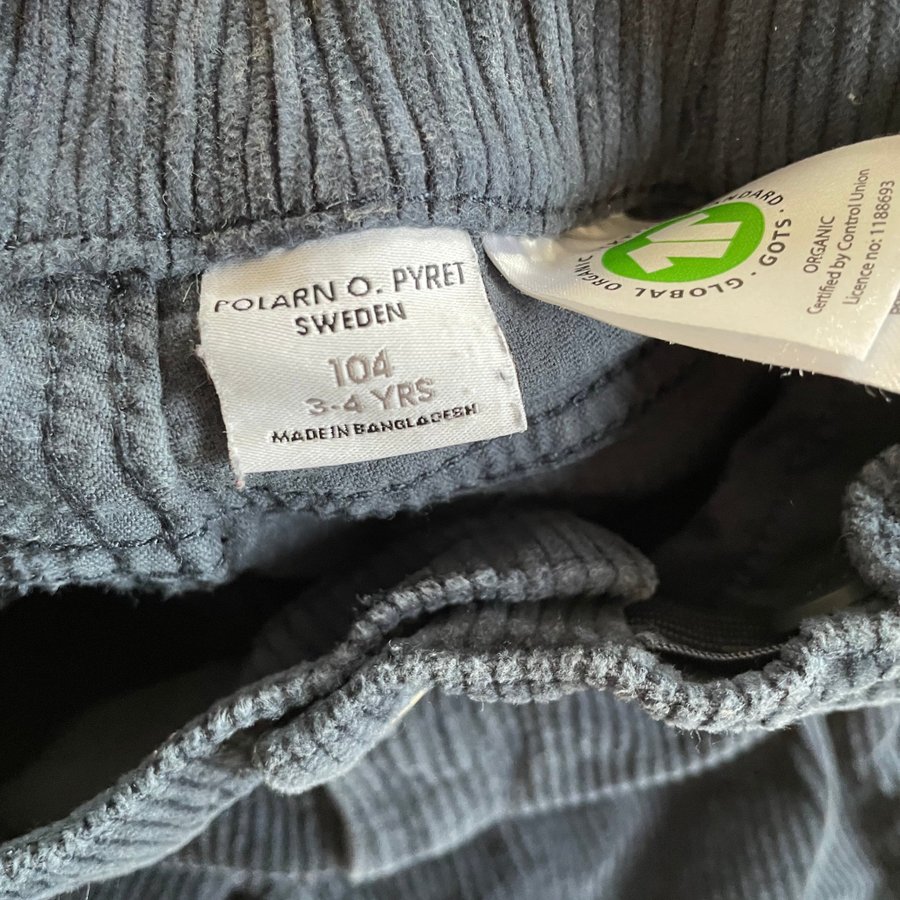 POLARN O. PYRET
SWEDEN
104
3-4 YRS
MADE IN BANGLADESH
GLOBAL ORGANIC
STANDARD · GOTS ·
ORGANIC
Certified by Control Union
Licence no: 1188693